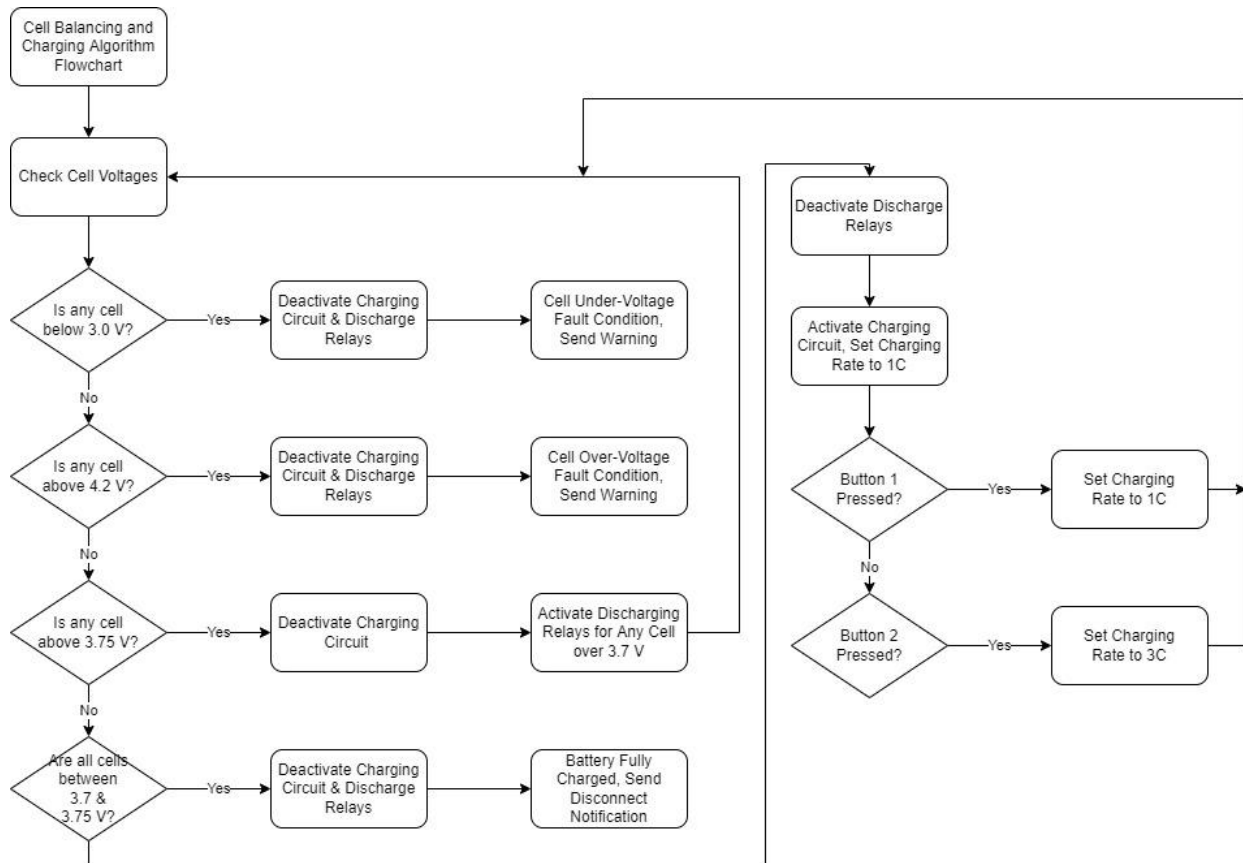 Cell Balancing and
Charging Algorithm
Flowchart
Check Cell Voltages
Is any cell
below 3.0 V?
Yes
Deactivate Charging
Circuit & Discharge
Relays
Cell Under-Voltage
Fault Condition,
Send Warning
No
Is any cell
above 4.2 V?
Yes
Deactivate Charging
Circuit & Discharge
Relays
Cell Over-Voltage
Fault Condition,
Send Warning
No
Is any cell
above 3.75 V?
Yes
Deactivate Charging
Circuit
Activate Discharging
Relays for Any Cell
over 3.7 V
No
Are all cells
between
3.7 &
3.75 V?
Yes
Deactivate Charging
Circuit & Discharge
Relays
Battery Fully
Charged, Send
Disconnect
Notification
Deactivate Discharge
Relays
Activate Charging
Circuit, Set Charging
Rate to 1C
Button 1
Pressed?
Yes
Set Charging
Rate to 1C
No
Button 2
Pressed?
Yes
Set Charging
Rate to 3C